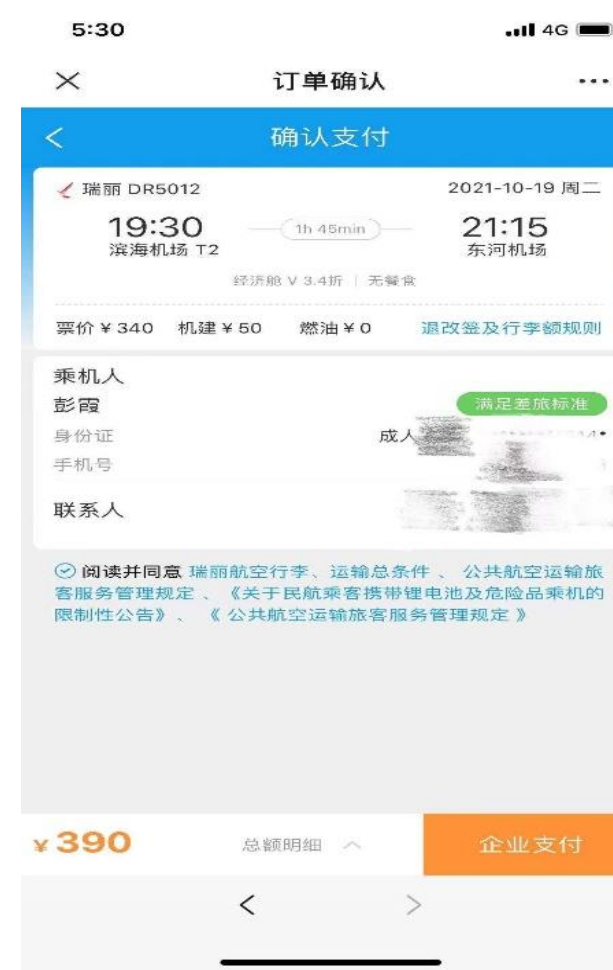 5:30
4G
订单确认
确认支付
瑞丽 DR5012
2021-10-19 周二
19:30
1h 45min
21:15
滨海机场 T2
东河机场
经济舱 V 3.4折 | 无餐食
票价 ¥ 340 机建 ¥ 50 燃油 ¥ 0 退改签及行李额规则
乘机人
彭霞
满足差旅标准
身份证
成人
手机号
联系人
阅读并同意 瑞丽航空行李、运输总条件 、 公共航空运输旅
客服务管理规定 、 《关于民航乘客携带锂电池及危险品乘机的
限制性公告》 、 《 公共航空运输旅客服务管理规定 》
¥ 390
总额明细
企业支付